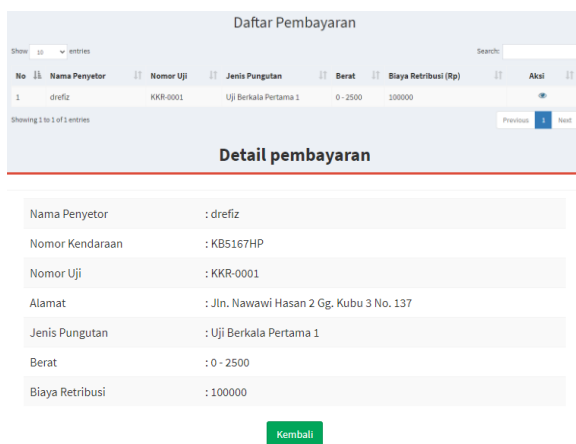 Daftar Pembayaran
Show 10 entries Search:
No Nama Penyetor Nomor Uji Jenis Pungutan Berat Biaya Retribusi (Rp) Aksi
1 drefiz KKR-0001 Uji Berkala Pertama 1 0 - 2500 100000
Showing 1 to 1 of 1 entries Previous 1 Next
Detail pembayaran
Nama Penyetor : drefiz
Nomor Kendaraan : KB5167HP
Nomor Uji : KKR-0001
Alamat : Jln. Nawawi Hasan 2 Gg. Kubu 3 No. 137
Jenis Pungutan : Uji Berkala Pertama 1
Berat : 0 - 2500
Biaya Retribusi : 100000
Kembali